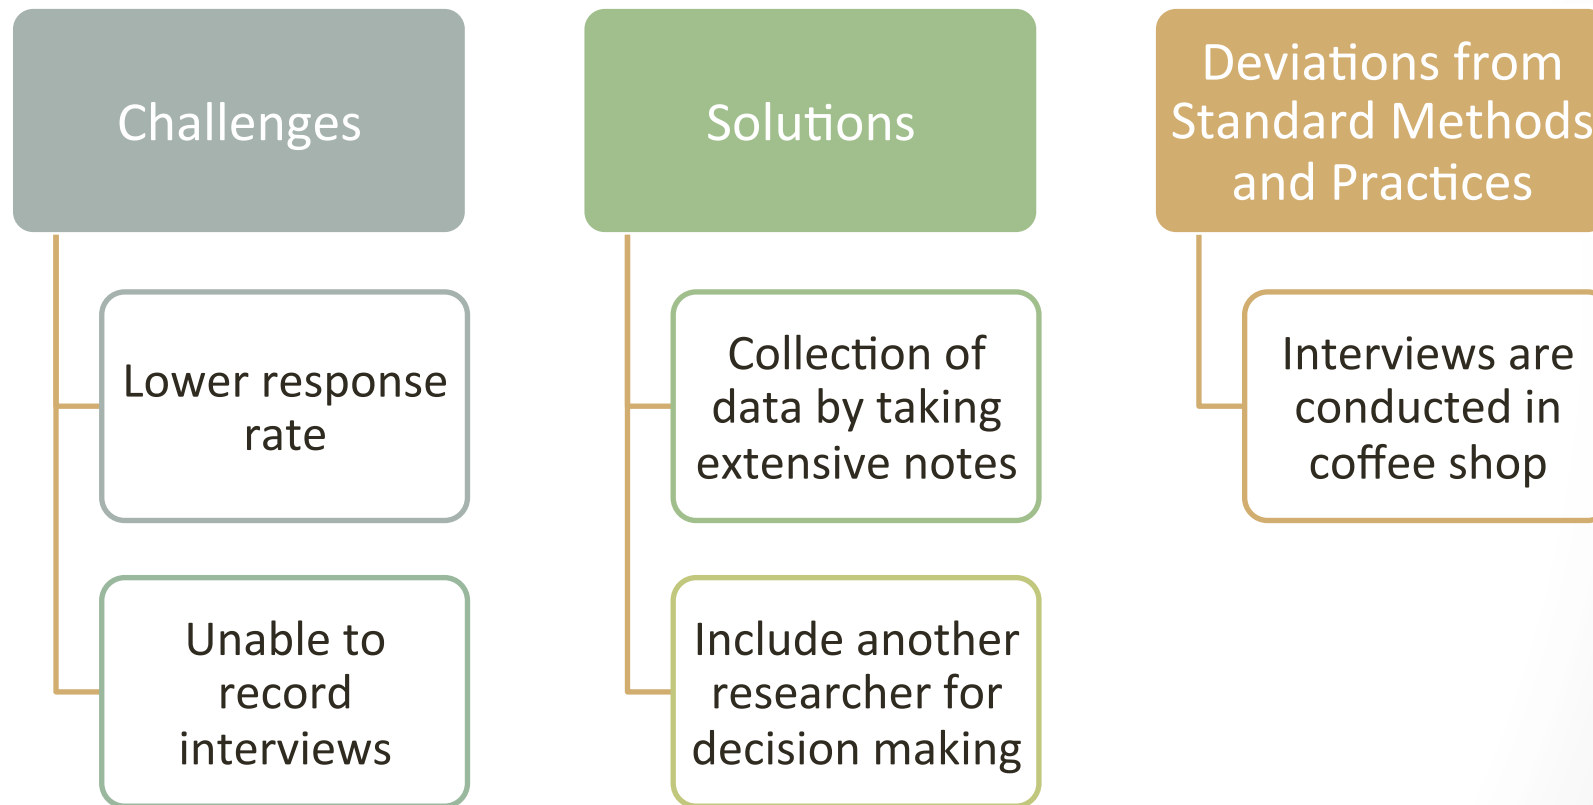 Challenges
Lower response
rate
Unable to
record
interviews
Solutions
Collection of
data by taking
extensive notes
Include another
researcher for
decision making
Deviations from
Standard Methods
and Practices
Interviews are
conducted in
coffee shop